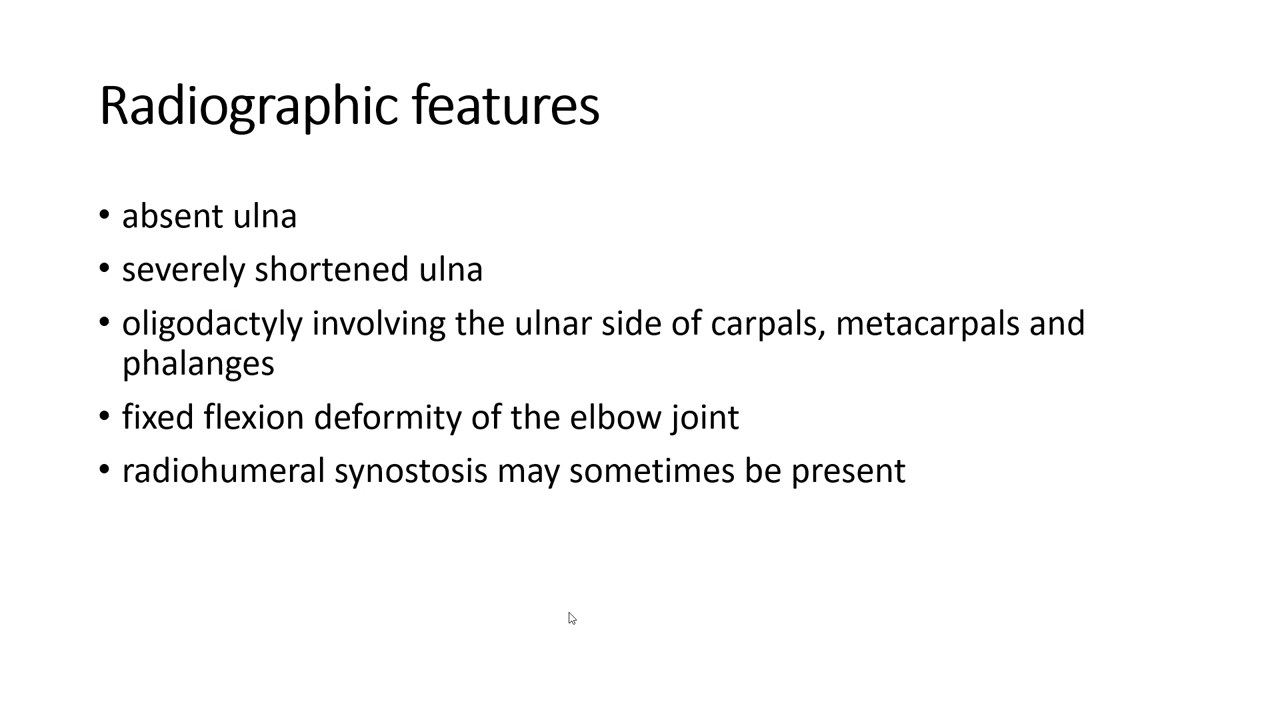 Radiographic features
• absent ulna
• severely shortened ulna
• oligodactyly involving the ulnar side of carpals, metacarpals and
phalanges
• fixed flexion deformity of the elbow joint
• radiohumeral synostosis may sometimes be present